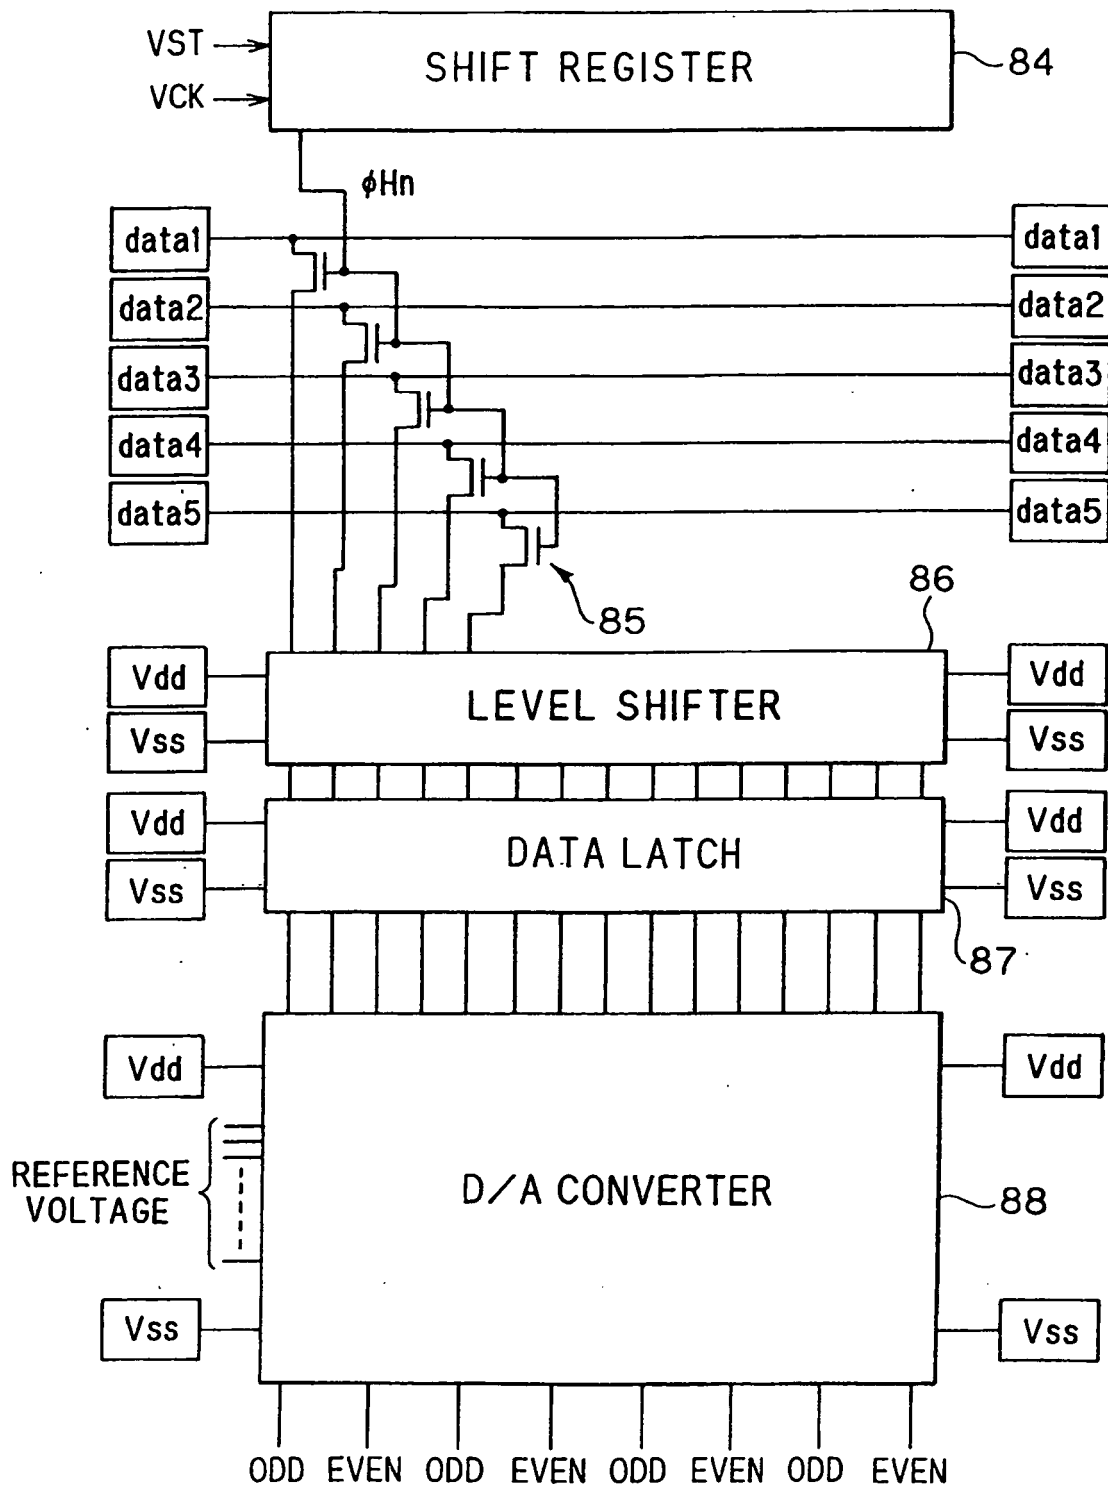 VST
SHIFT REGISTER
84
VCK
φHn
data1
data1
data2
data2
data3
data3
data4
data4
data5
data5
85
86
Vdd
LEVEL SHIFTER
Vdd
Vss
Vss
Vdd
DATA LATCH
Vdd
Vss
Vss
87
Vdd
Vdd
REFERENCE
VOLTAGE
D/A CONVERTER
88
Vss
Vss
ODD EVEN ODD EVEN ODD EVEN ODD EVEN